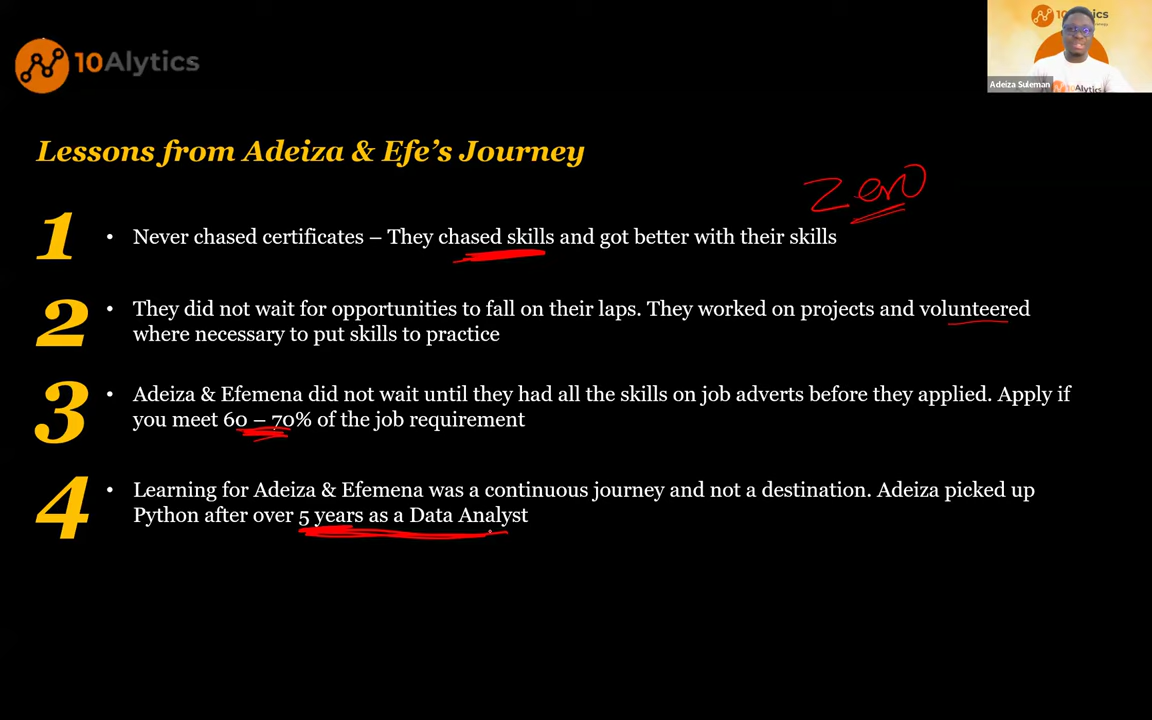 10Alytics
10Alytics
Adeiza Suleman
10Alytics
Lessons from Adeiza & Efe's Journey
zero
1
• Never chased certificates – They chased skills and got better with their skills
2
• They did not wait for opportunities to fall on their laps. They worked on projects and volunteered
where necessary to put skills to practice
3
• Adeiza & Efemena did not wait until they had all the skills on job adverts before they applied. Apply if
you meet 60 – 70% of the job requirement
4
• Learning for Adeiza & Efemena was a continuous journey and not a destination. Adeiza picked up
Python after over 5 years as a Data Analyst